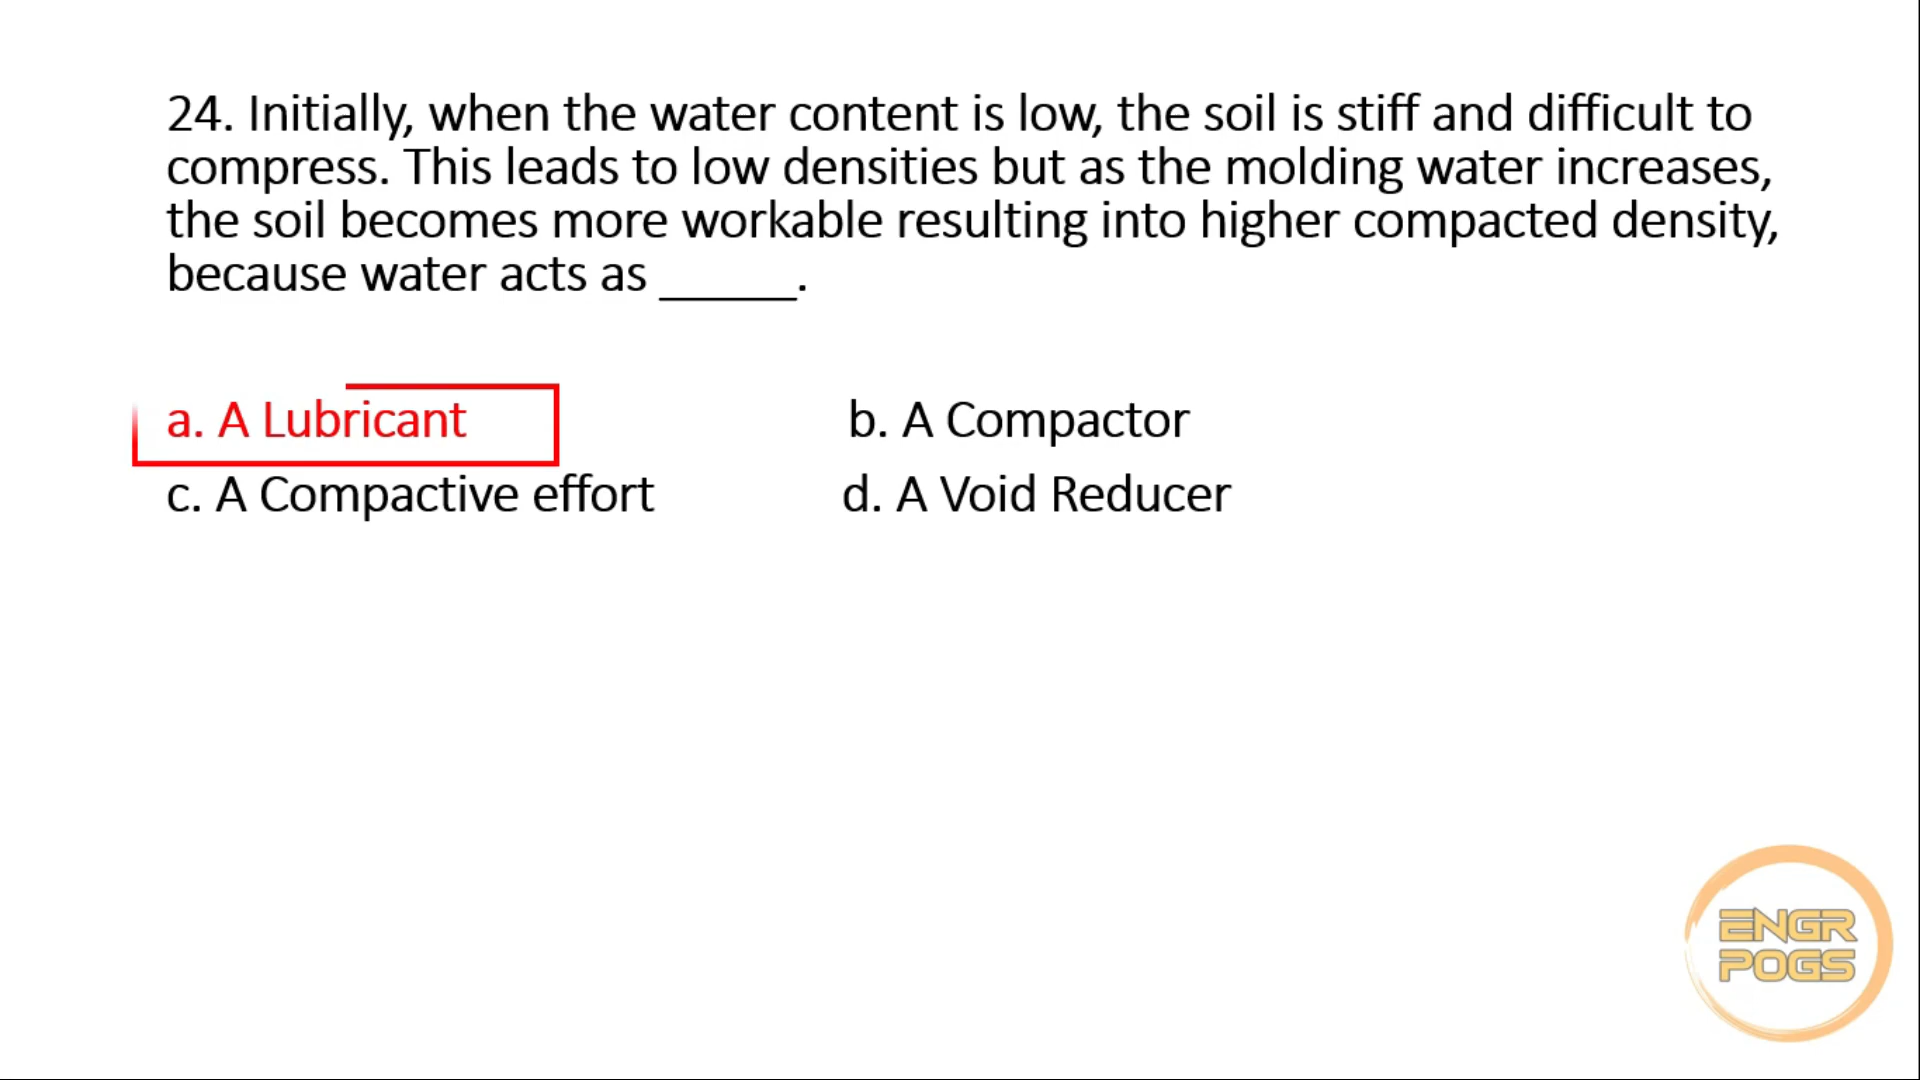 24. Initially, when the water content is low, the soil is stiff and difficult to
compress. This leads to low densities but as the molding water increases,
the soil becomes more workable resulting into higher compacted density,
because water acts as _____.
a. A Lubricant b. A Compactor
c. A Compactive effort d. A Void Reducer
ENGR
POGS